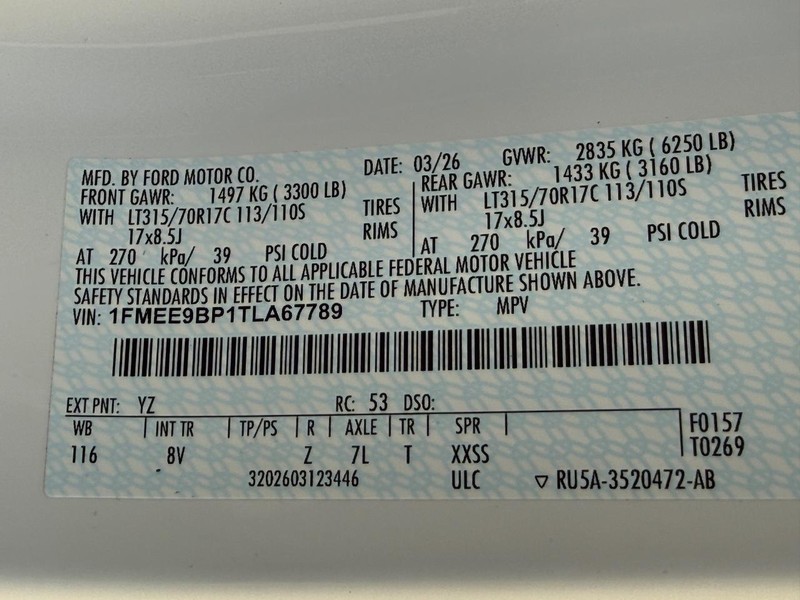 MFD. BY FORD MOTOR CO. DATE: 03/26 GVWR: 2835 KG ( 6250 LB)
FRONT GAWR: 1497 KG ( 3300 LB) REAR GAWR: 1433 KG ( 3160 LB)
WITH LT315/70R17C 113/110S TIRES WITH LT315/70R17C 113/110S TIRES
17x8.5J RIMS 17x8.5J RIMS
AT 270 kPa/ 39 PSI COLD AT 270 kPa/ 39 PSI COLD
THIS VEHICLE CONFORMS TO ALL APPLICABLE FEDERAL MOTOR VEHICLE
SAFETY STANDARDS IN EFFECT ON THE DATE OF MANUFACTURE SHOWN ABOVE.
VIN: 1FMEE9BP1TLA67789 TYPE: MPV
EXT PNT: YZ RC: 53 DSO:
WB INT TR TP/PS R AXLE TR SPR F0157
116 8V Z 7L T XXSS T0269
3202603123446 ULC ▽ RU5A-3520472-AB